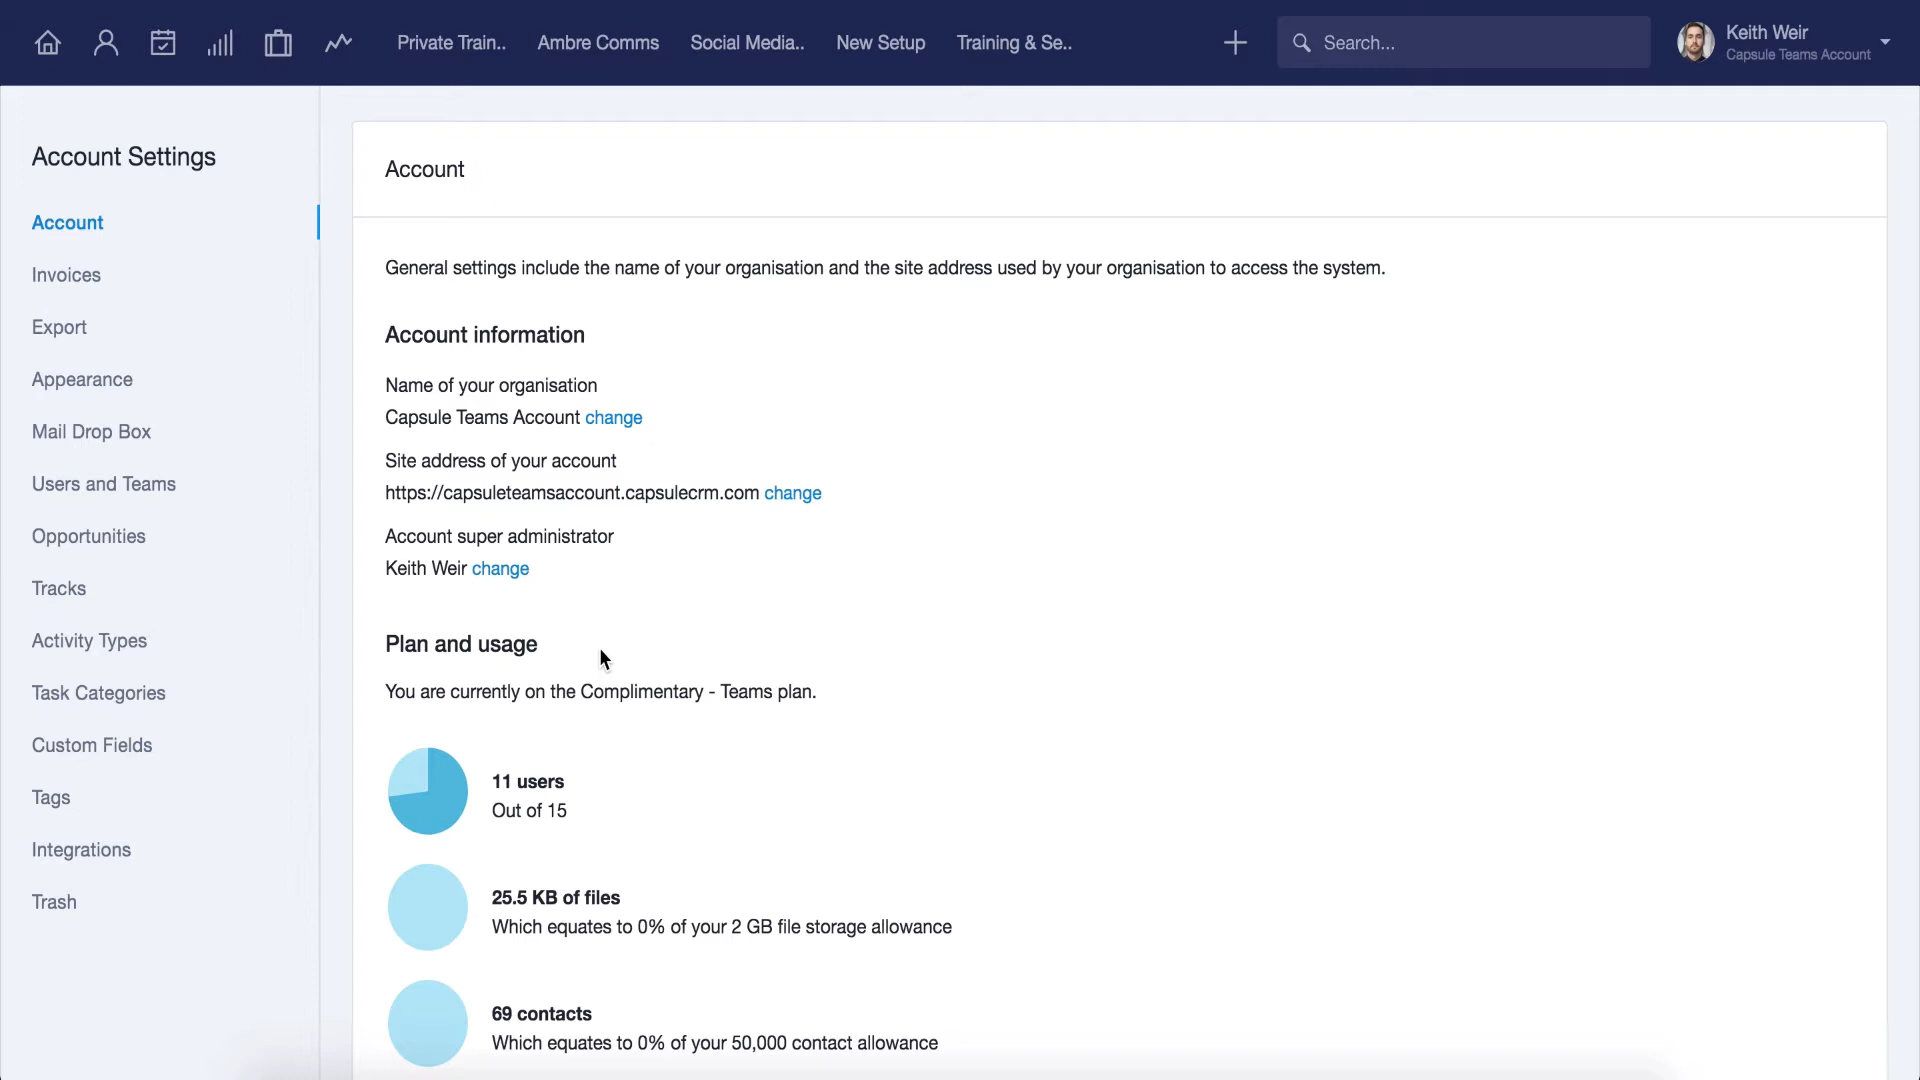 Private Train..
Ambre Comms
Social Media..
New Setup
Training & Se..
Search...
Keith Weir
Capsule Teams Account
Account Settings
Account
Invoices
Export
Appearance
Mail Drop Box
Users and Teams
Opportunities
Tracks
Activity Types
Task Categories
Custom Fields
Tags
Integrations
Trash
Account
General settings include the name of your organisation and the site address used by your organisation to access the system.
Account information
Name of your organisation
Capsule Teams Account change
Site address of your account
https://capsuleteamsaccount.capsulecrm.com change
Account super administrator
Keith Weir change
Plan and usage
You are currently on the Complimentary - Teams plan.
11 users
Out of 15
25.5 KB of files
Which equates to 0% of your 2 GB file storage allowance
69 contacts
Which equates to 0% of your 50,000 contact allowance